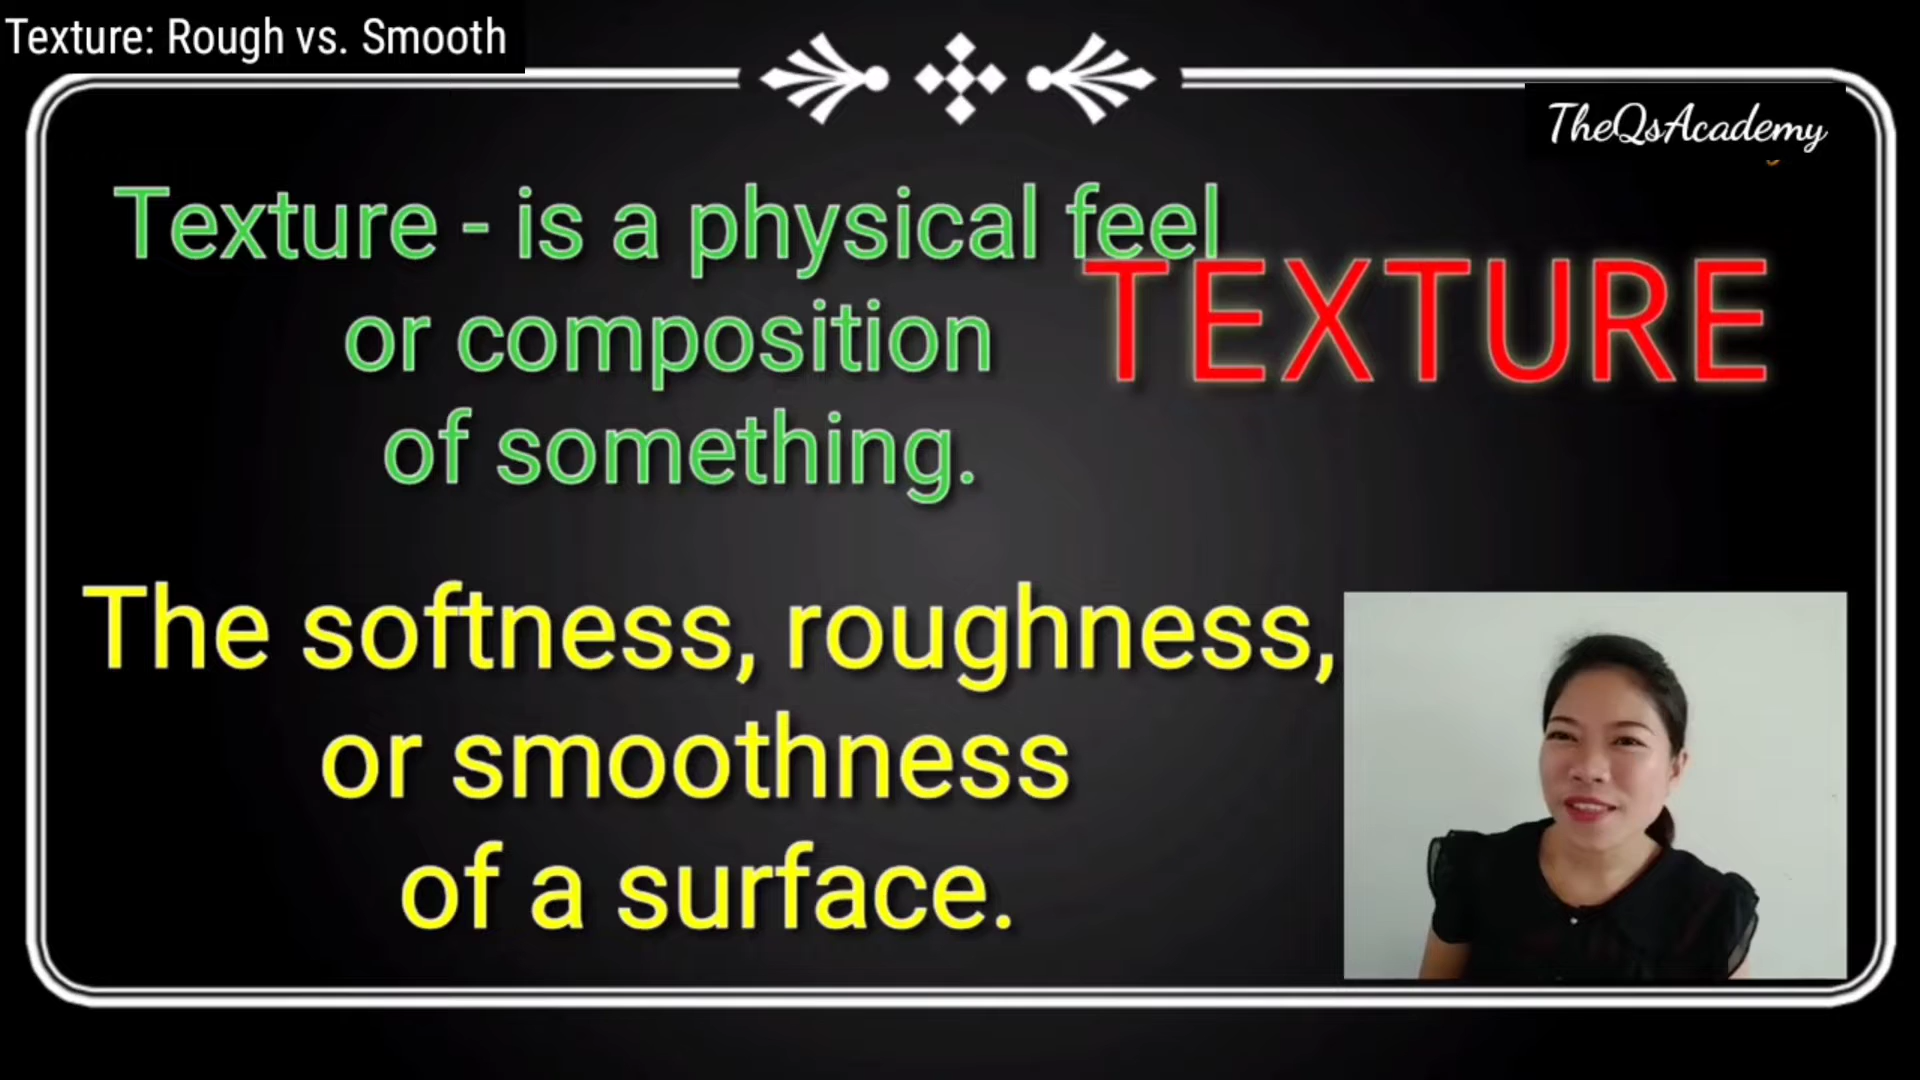 Texture: Rough vs. Smooth
TheQsAcademy
Texture - is a physical feel
or composition
of something.
TEXTURE
The softness, roughness,
or smoothness
of a surface.